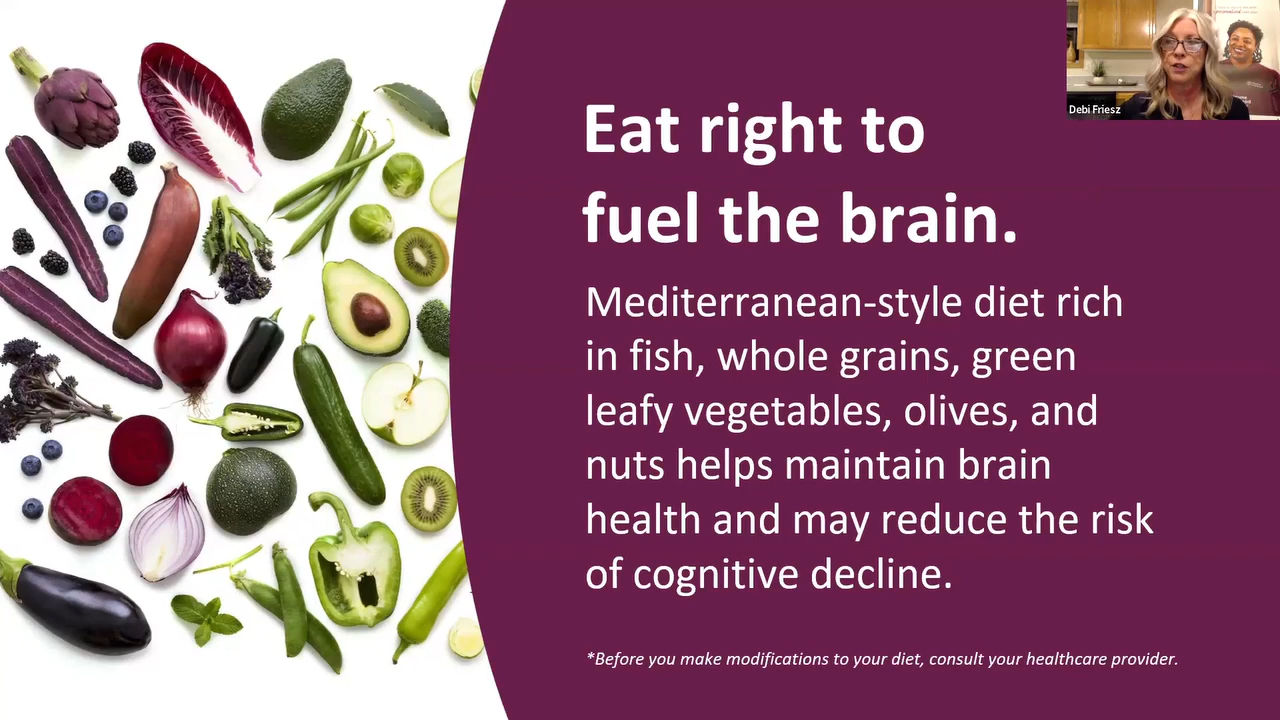 Eat right to
fuel the brain.
Mediterranean-style diet rich
in fish, whole grains, green
leafy vegetables, olives, and
nuts helps maintain brain
health and may reduce the risk
of cognitive decline.
*Before you make modifications to your diet, consult your healthcare provider.
Debi Friesz